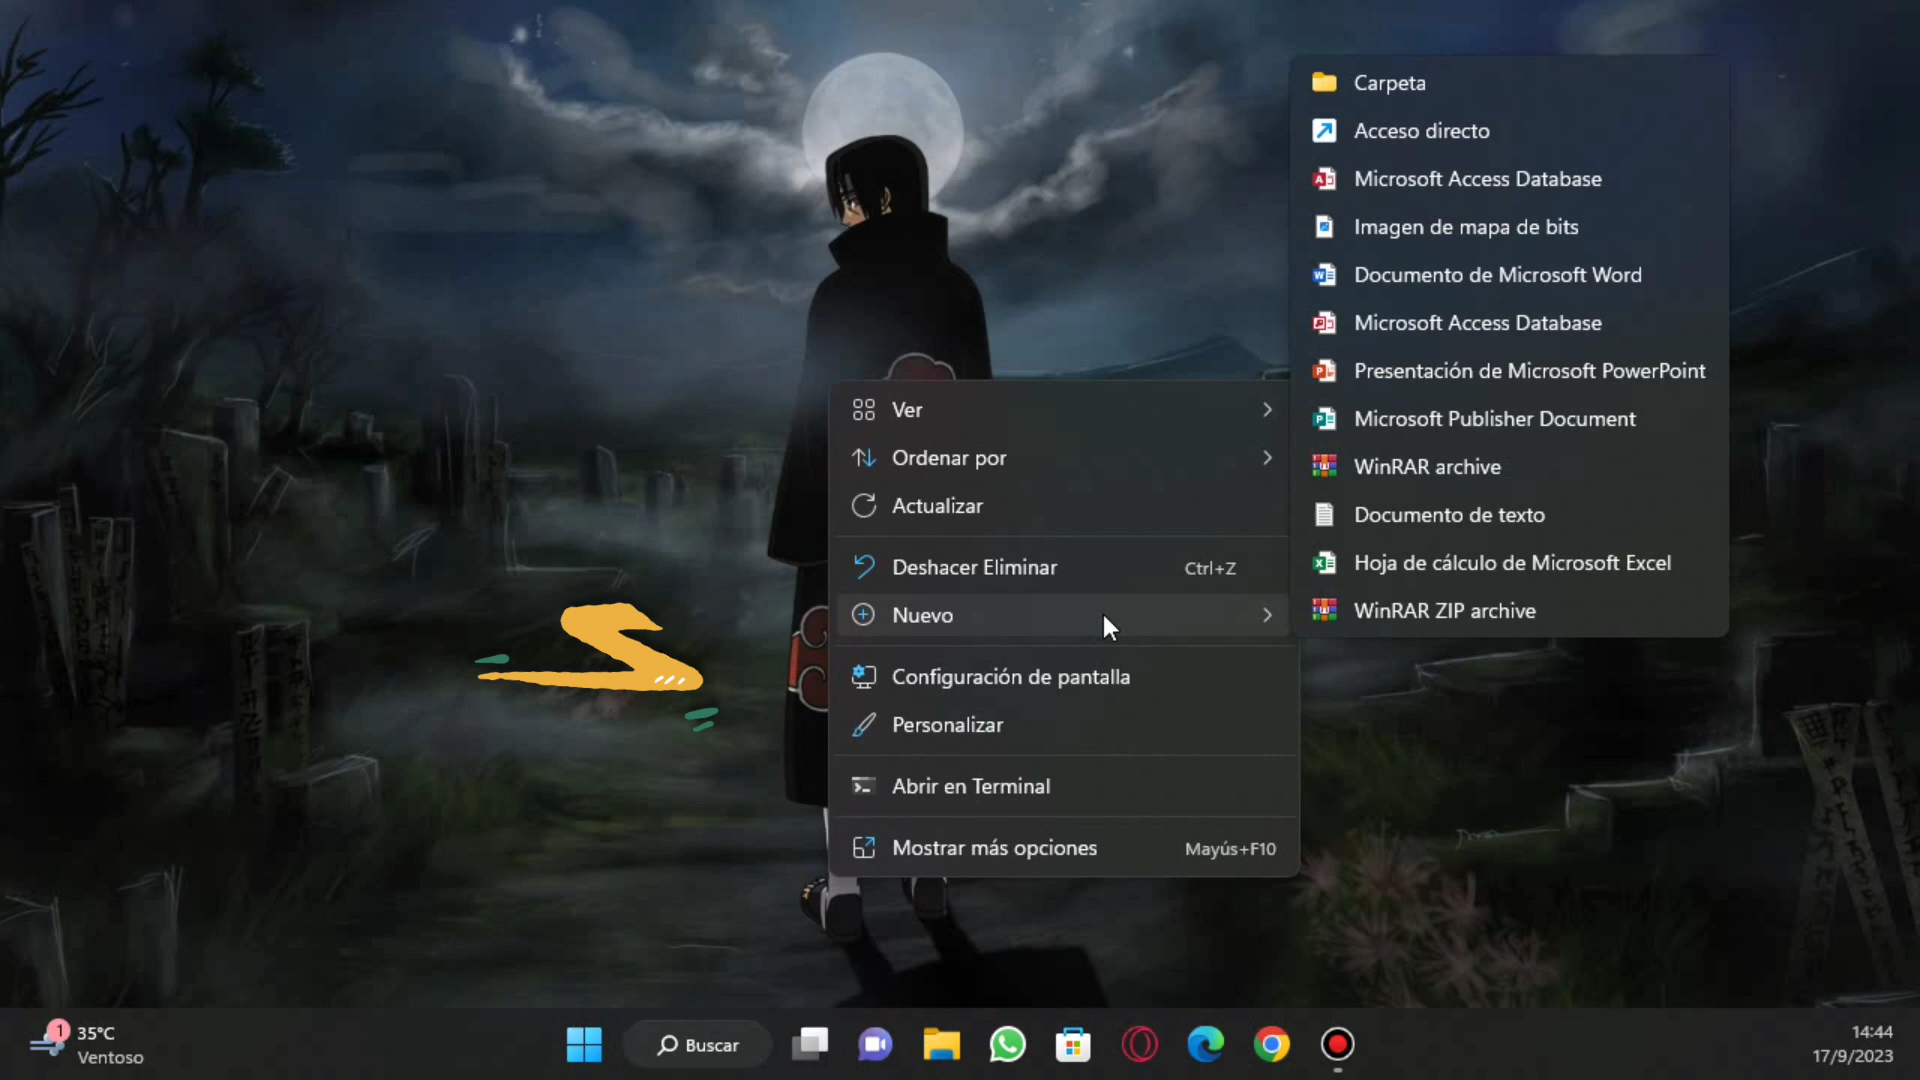 Carpeta
Acceso directo
Microsoft Access Database
Imagen de mapa de bits
Documento de Microsoft Word
Microsoft Access Database
Presentación de Microsoft PowerPoint
Microsoft Publisher Document
WinRAR archive
Documento de texto
Hoja de cálculo de Microsoft Excel
WinRAR ZIP archive
Ver
Ordenar por
Actualizar
Deshacer Eliminar Ctrl+Z
Nuevo
Configuración de pantalla
Personalizar
Abrir en Terminal
Mostrar más opciones Mayús+F10
1
35°C
Ventoso
Buscar
14:44
17/9/2023